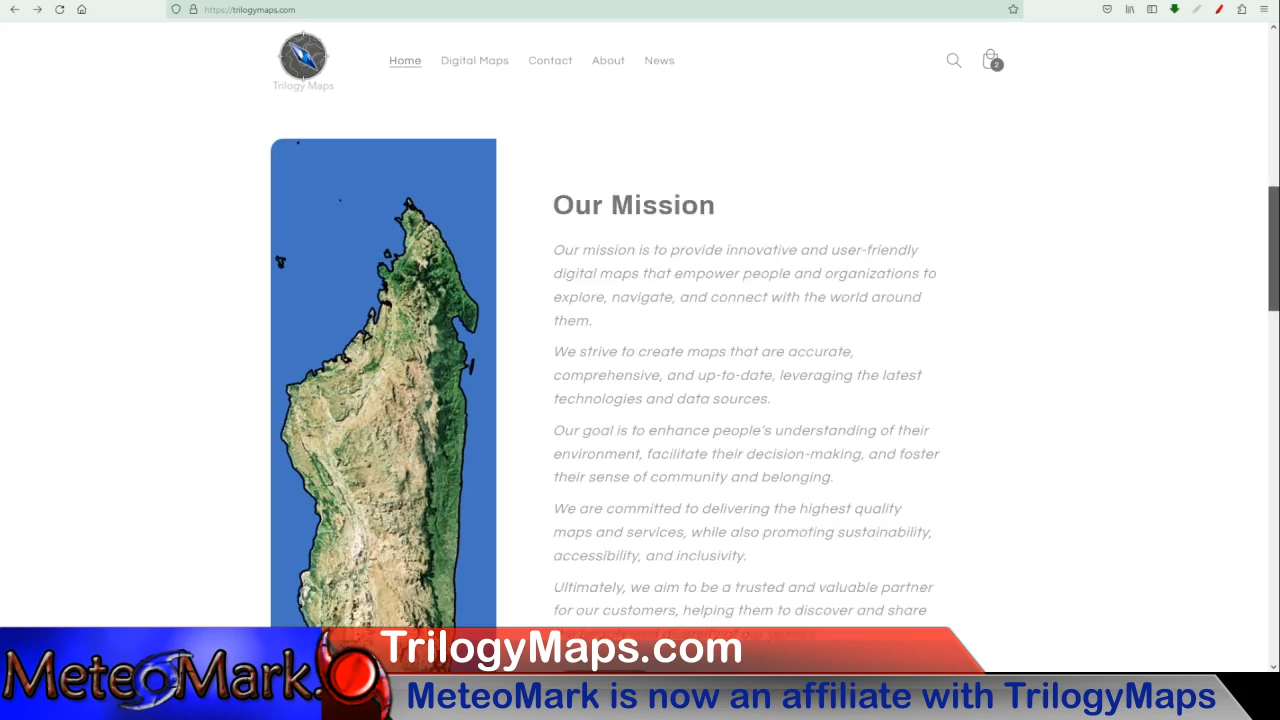 https://trilogymaps.com
Trilogy Maps
Home
Digital Maps
Contact
About
News
2
Our Mission
Our mission is to provide innovative and user-friendly
digital maps that empower people and organizations to
explore, navigate, and connect with the world around
them.
We strive to create maps that are accurate,
comprehensive, and up-to-date, leveraging the latest
technologies and data sources.
Our goal is to enhance people's understanding of their
environment, facilitate their decision-making, and foster
their sense of community and belonging.
We are committed to delivering the highest quality
maps and services, while also promoting sustainability,
accessibility, and inclusivity.
Ultimately, we aim to be a trusted and valuable partner
for our customers, helping them to discover and share
TrilogyMaps.com
MeteoMark.
MeteoMark is now an affiliate with TrilogyMaps